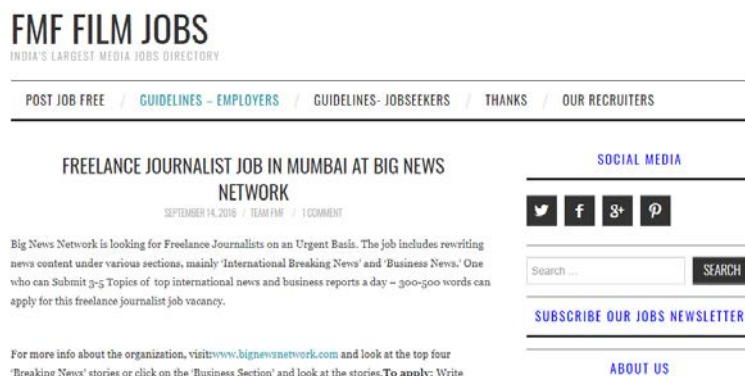 FMF FILM JOBS
INDIA'S LARGEST MEDIA JOBS DIRECTORY
POST JOB FREE / GUIDELINES – EMPLOYERS / GUIDELINES- JOBSEEKERS / THANKS / OUR RECRUITERS
FREELANCE JOURNALIST JOB IN MUMBAI AT BIG NEWS
NETWORK
SEPTEMBER 14, 2016 / TEAM FMF / 1 COMMENT
Big News Network is looking for Freelance Journalists on an Urgent Basis. The job includes rewriting
news content under various sections, mainly 'International Breaking News' and 'Business News.' One
who can Submit 3-5 Topics of top international news and business reports a day – 300-500 words can
apply for this freelance journalist job vacancy.
For more info about the organization, visit:www.bignewsnetwork.com and look at the top four
'Breaking News' stories or click on the 'Business Section' and look at the stories.To apply: Write
SOCIAL MEDIA
Search ...
SEARCH
SUBSCRIBE OUR JOBS NEWSLETTER
ABOUT US